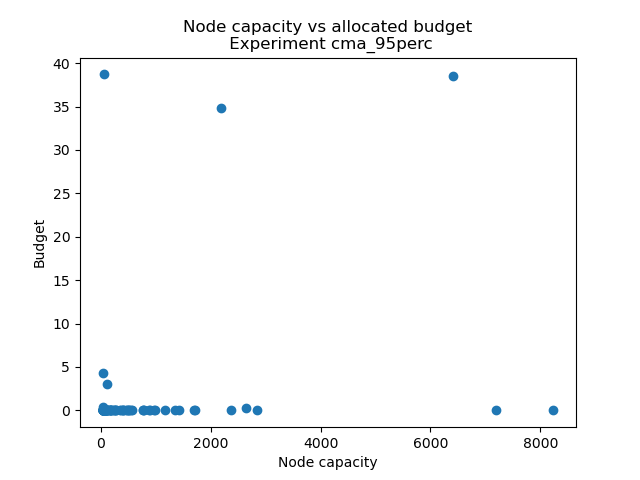 Node capacity vs allocated budget
Experiment cma_95perc
40
35
30
25
20
15
10
5
0
Budget
0 2000 4000 6000 8000
Node capacity